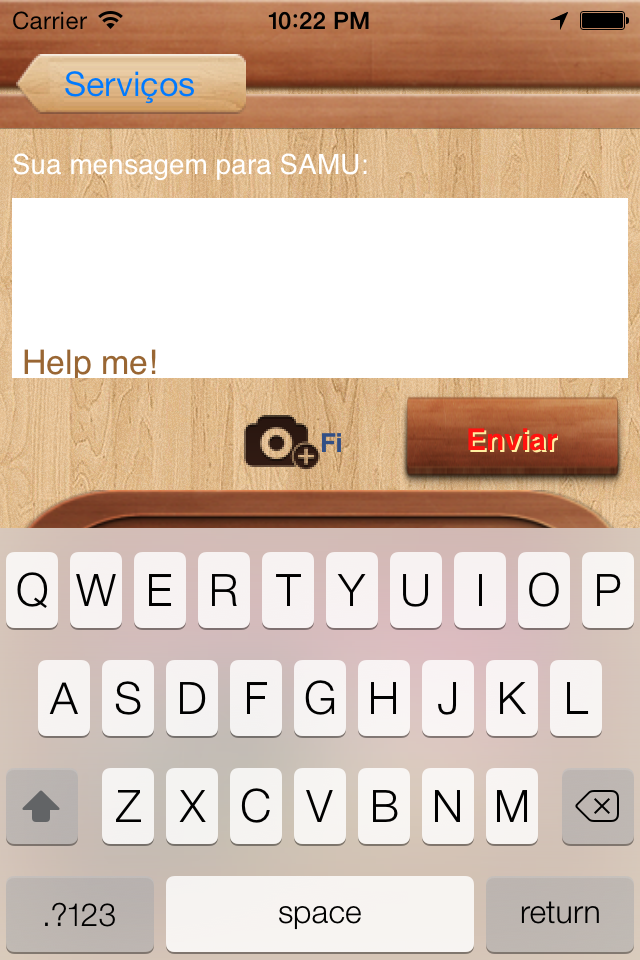 Carrier 10:22 PM
Serviços
Sua mensagem para SAMU:
Help me!
Fi Enviar
Q W E R T Y U I O P
A S D F G H J K L
Z X C V B N M
.?123 space return